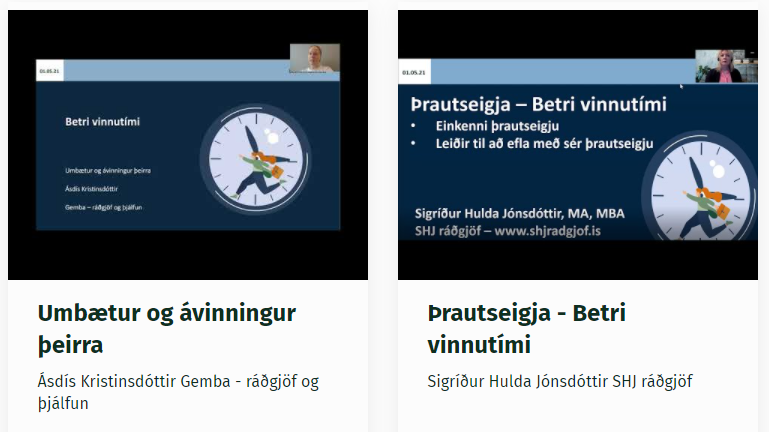 01.05.21
Betri vinnutími
Umbætur og ávinningur þeirra
Ásdís Kristinsdóttir
Gemba – ráðgjöf og þjálfun
Umbætur og ávinningur
þeirra
Ásdís Kristinsdóttir Gemba - ráðgjöf og
þjálfun
01.05.21
Þrautseigja – Betri vinnutími
• Einkenni þrautseigju
• Leiðir til að efla með sér þrautseigju
Sigríður Hulda Jónsdóttir, MA, MBA
SHJ ráðgjöf – www.shjradgjof.is
Þrautseigja - Betri
vinnutími
Sigríður Hulda Jónsdóttir SHJ ráðgjöf